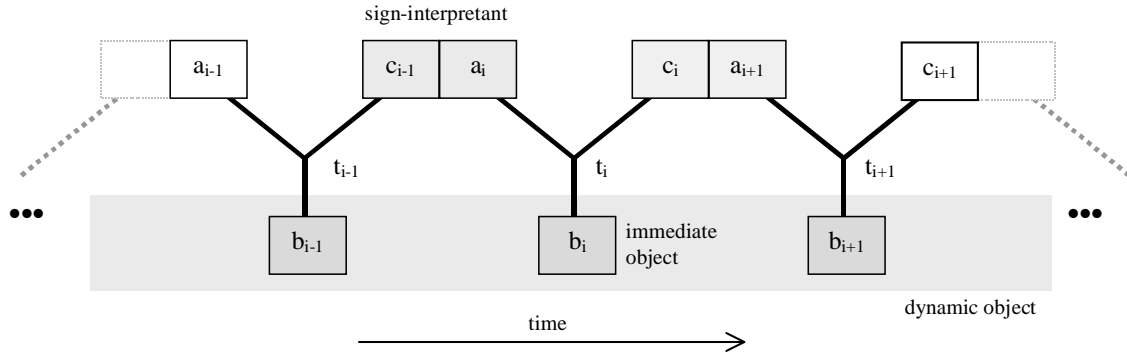 sign-interpretant
a_{i-1} c_{i-1} a_i c_i a_{i+1} c_{i+1}
t_{i-1} t_i t_{i+1}
••• •••
b_{i-1} b_i immediate b_{i+1}
object
dynamic object
time